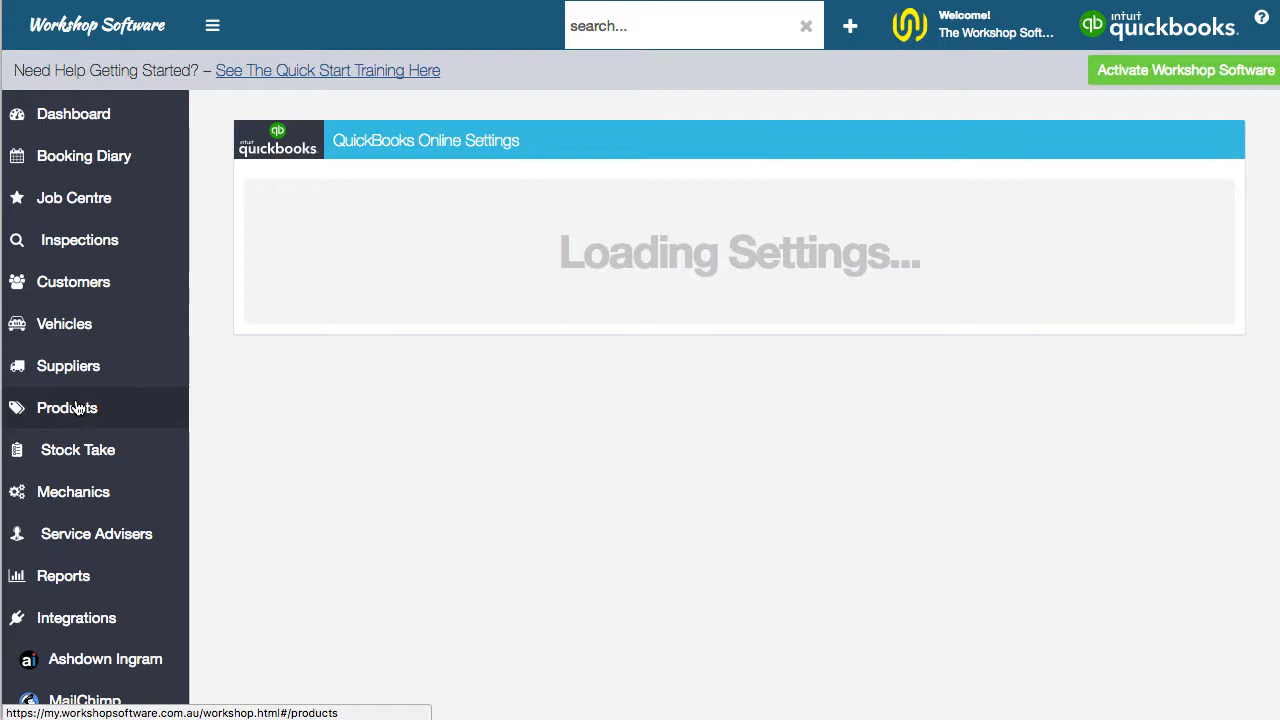 Workshop Software
search...
Welcome!
The Workshop Soft...
qb
intuit
quickbooks.
?
Need Help Getting Started? – See The Quick Start Training Here
Activate Workshop Software
Dashboard
Booking Diary
Job Centre
Inspections
Customers
Vehicles
Suppliers
Products
Stock Take
Mechanics
Service Advisers
Reports
Integrations
ai
Ashdown Ingram
MailChimp
qb
intuit
quickbooks.
QuickBooks Online Settings
Loading Settings...
https://my.workshopsoftware.com.au/workshop.html#/products